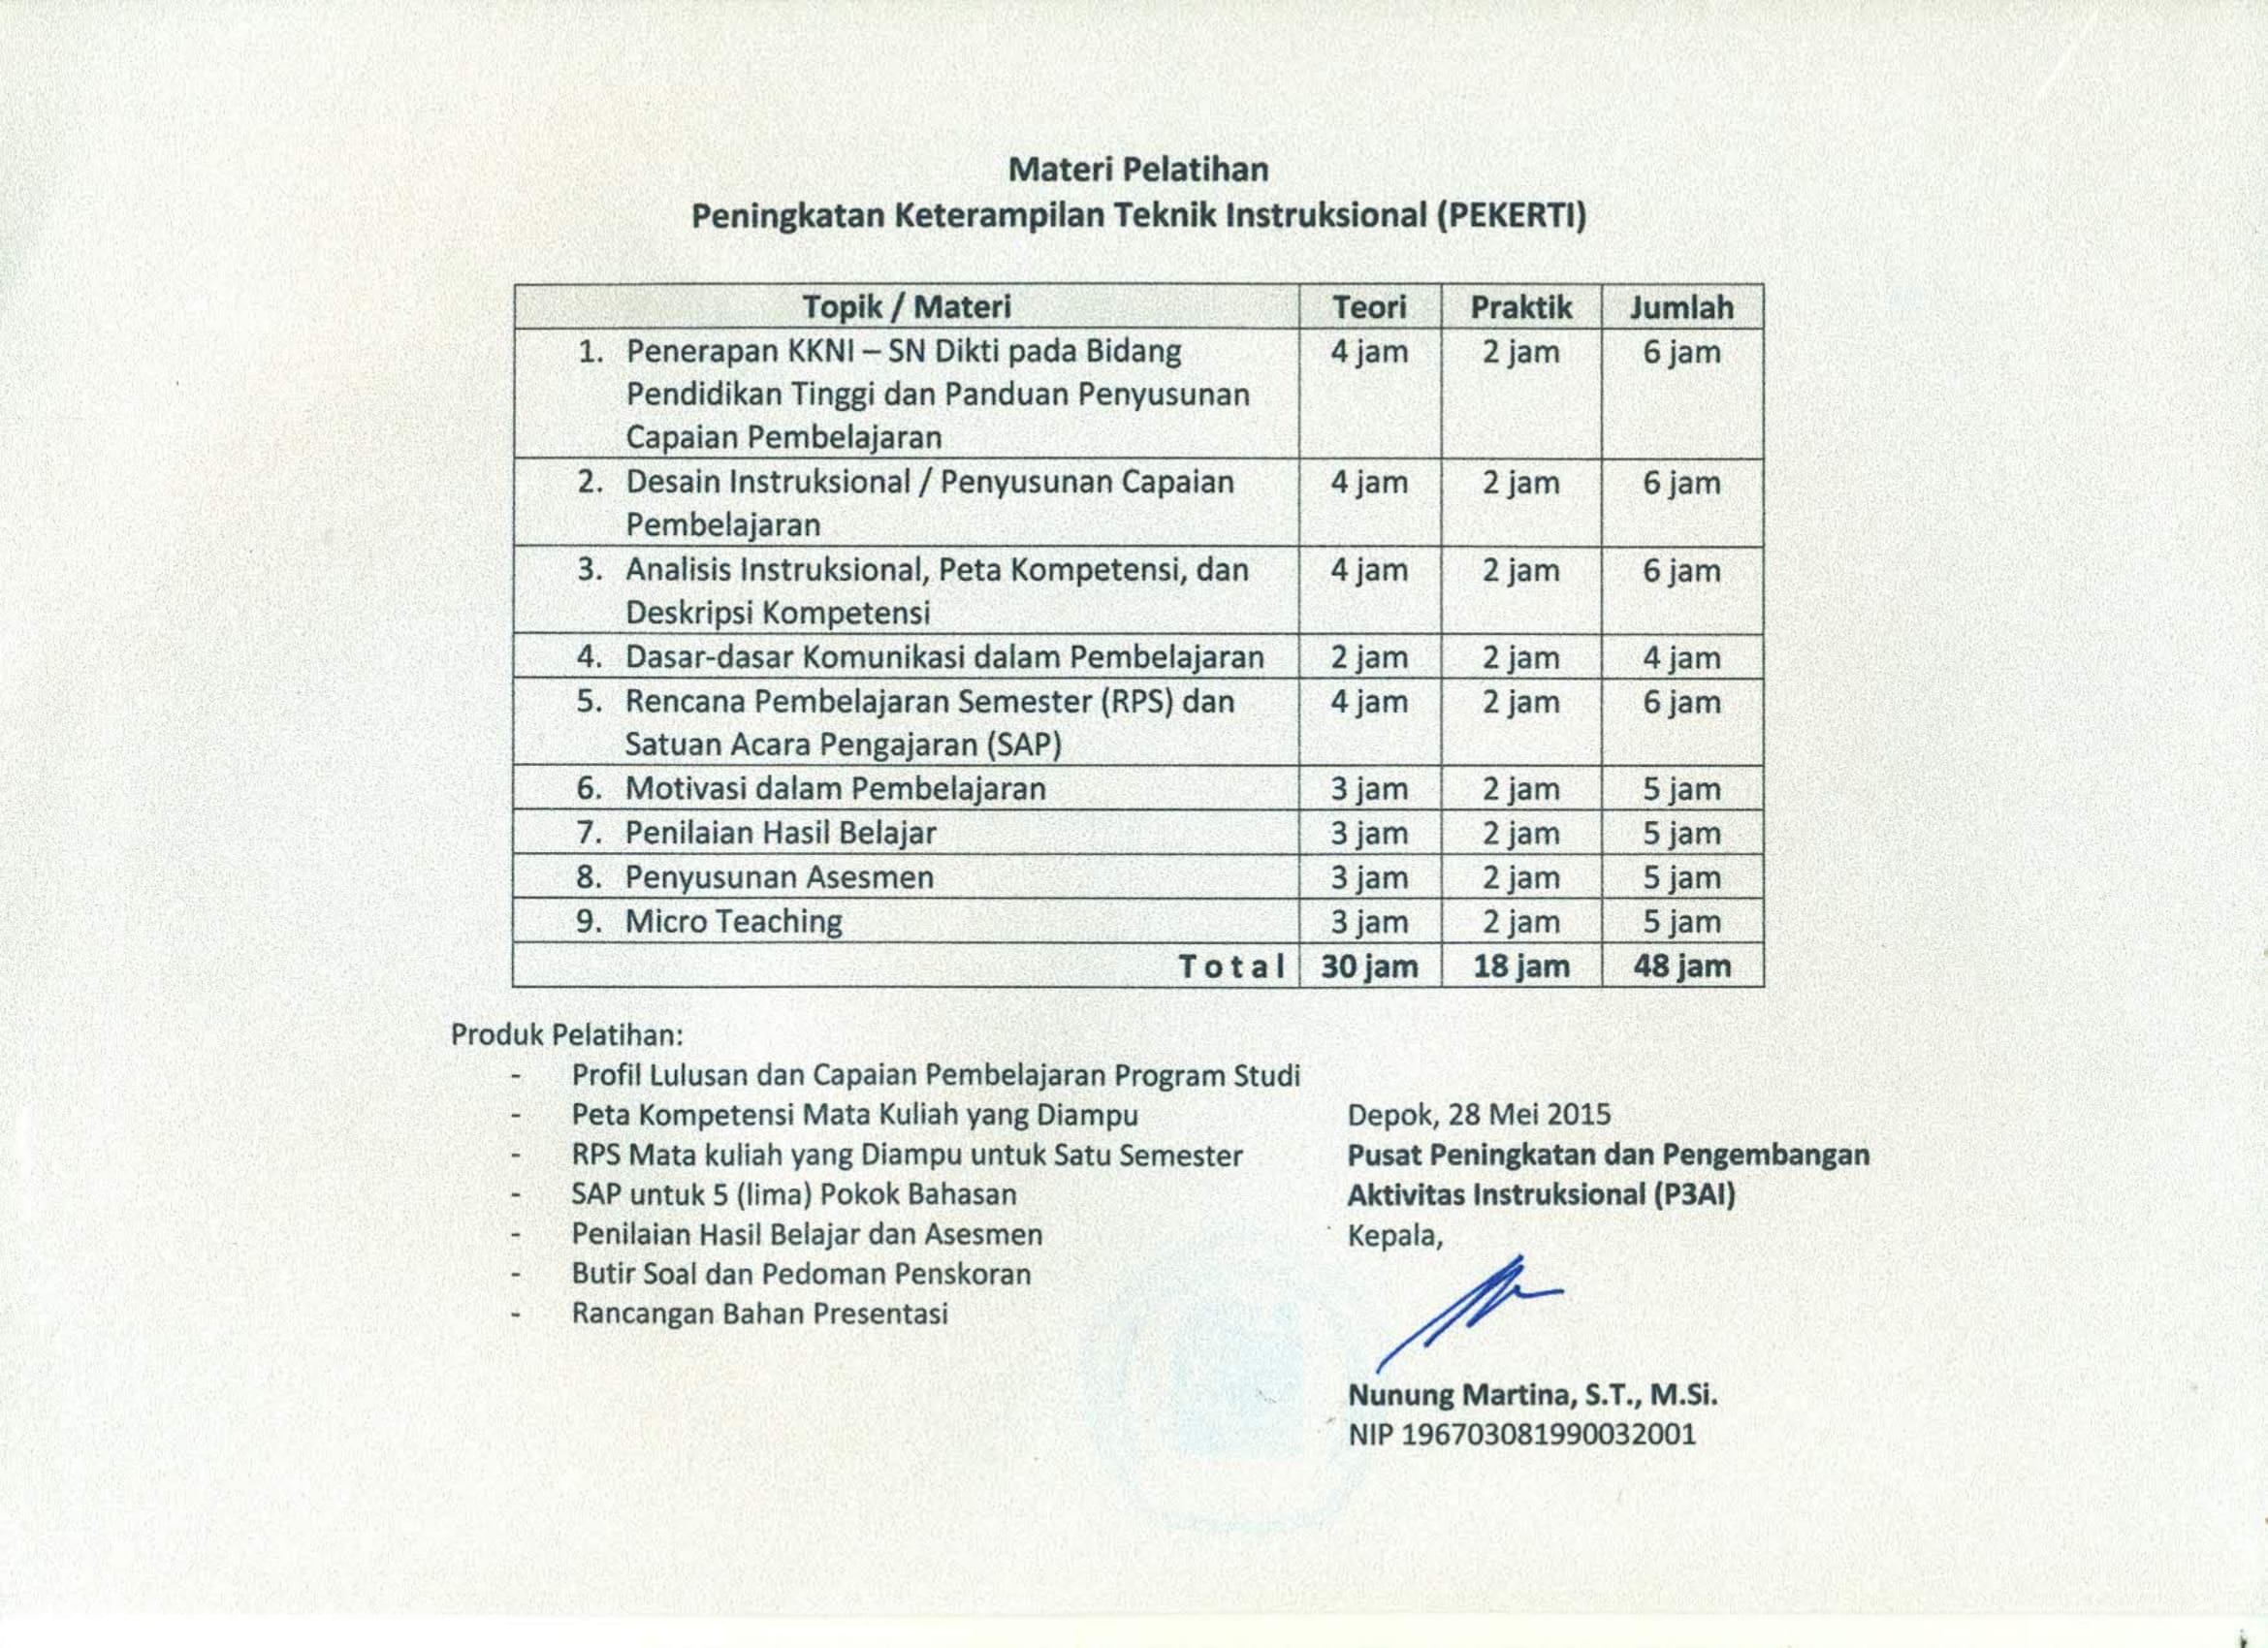 Materi Pelatihan
Peningkatan Keterampilan Teknik Instruksional (PEKERTI)
Topik / Materi Teori Praktik Jumlah
1. Penerapan KKNI – SN Dikti pada Bidang 4 jam 2 jam 6 jam
Pendidikan Tinggi dan Panduan Penyusunan
Capaian Pembelajaran
2. Desain Instruksional / Penyusunan Capaian 4 jam 2 jam 6 jam
Pembelajaran
3. Analisis Instruksional, Peta Kompetensi, dan 4 jam 2 jam 6 jam
Deskripsi Kompetensi
4. Dasar-dasar Komunikasi dalam Pembelajaran 2 jam 2 jam 4 jam
5. Rencana Pembelajaran Semester (RPS) dan 4 jam 2 jam 6 jam
Satuan Acara Pengajaran (SAP)
6. Motivasi dalam Pembelajaran 3 jam 2 jam 5 jam
7. Penilaian Hasil Belajar 3 jam 2 jam 5 jam
8. Penyusunan Asesmen 3 jam 2 jam 5 jam
9. Micro Teaching 3 jam 2 jam 5 jam
Total 30 jam 18 jam 48 jam
Produk Pelatihan:
- Profil Lulusan dan Capaian Pembelajaran Program Studi
- Peta Kompetensi Mata Kuliah yang Diampu
- RPS Mata kuliah yang Diampu untuk Satu Semester
- SAP untuk 5 (lima) Pokok Bahasan
- Penilaian Hasil Belajar dan Asesmen
- Butir Soal dan Pedoman Penskoran
- Rancangan Bahan Presentasi
Depok, 28 Mei 2015
Pusat Peningkatan dan Pengembangan
Aktivitas Instruksional (P3AI)
Kepala,
Nunung Martina, S.T., M.Si.
NIP 196703081990032001